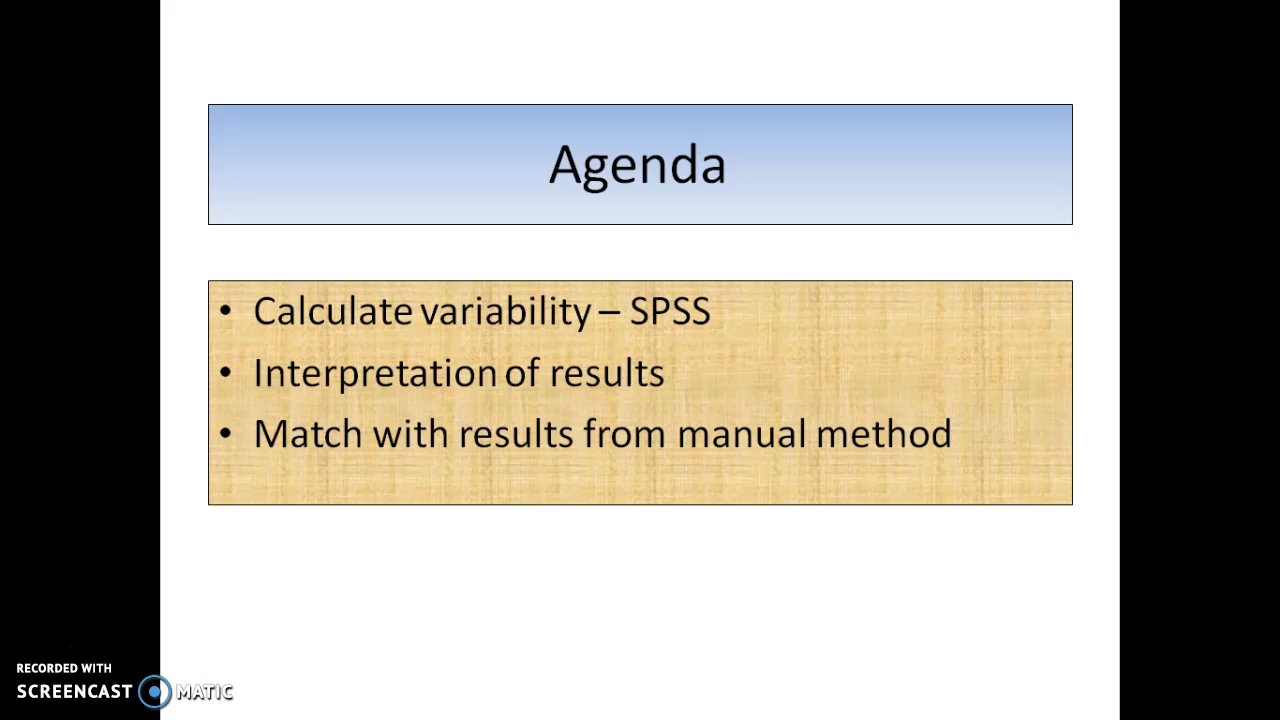 Agenda
• Calculate variability – SPSS
• Interpretation of results
• Match with results from manual method
RECORDED WITH
SCREENCAST MATIC